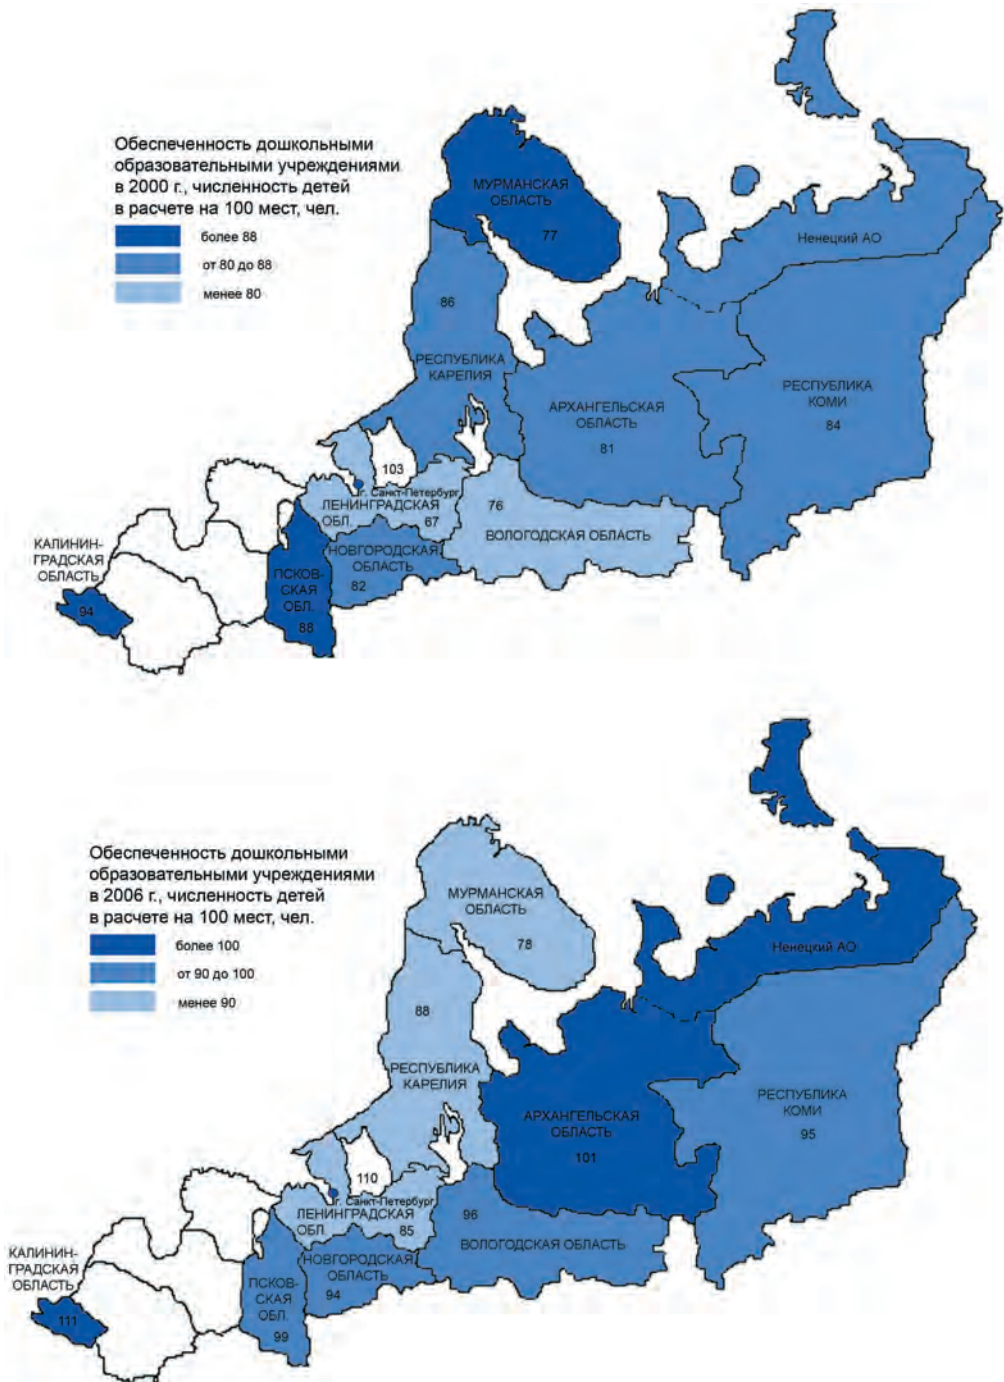 Обеспеченность дошкольными
образовательными учреждениями
в 2000 г., численность детей
в расчете на 100 мест, чел.
более 88
от 80 до 88
менее 80
МУРМАНСКАЯ
ОБЛАСТЬ
77
Ненецкий АО
86
РЕСПУБЛИКА
КАРЕЛИЯ
РЕСПУБЛИКА
КОМИ
84
АРХАНГЕЛЬСКАЯ
ОБЛАСТЬ
81
103
г. Санкт-Петербург
ЛЕНИНГРАДСКАЯ
ОБЛ.
67
76
ВОЛОГОДСКАЯ ОБЛАСТЬ
НОВГОРОДСКАЯ
ОБЛАСТЬ
82
ПСКОВ-
СКАЯ
ОБЛ.
88
КАЛИНИН-
ГРАДСКАЯ
ОБЛАСТЬ
94
Обеспеченность дошкольными
образовательными учреждениями
в 2006 г., численность детей
в расчете на 100 мест, чел.
более 100
от 90 до 100
менее 90
МУРМАНСКАЯ
ОБЛАСТЬ
78
Ненецкий АО
88
РЕСПУБЛИКА
КАРЕЛИЯ
РЕСПУБЛИКА
КОМИ
95
АРХАНГЕЛЬСКАЯ
ОБЛАСТЬ
101
110
г. Санкт-Петербург
ЛЕНИНГРАДСКАЯ
ОБЛ.
85
96
ВОЛОГОДСКАЯ ОБЛАСТЬ
НОВГОРОДСКАЯ
ОБЛАСТЬ
94
ПСКОВ-
СКАЯ
ОБЛ.
99
КАЛИНИН-
ГРАДСКАЯ
ОБЛАСТЬ
111